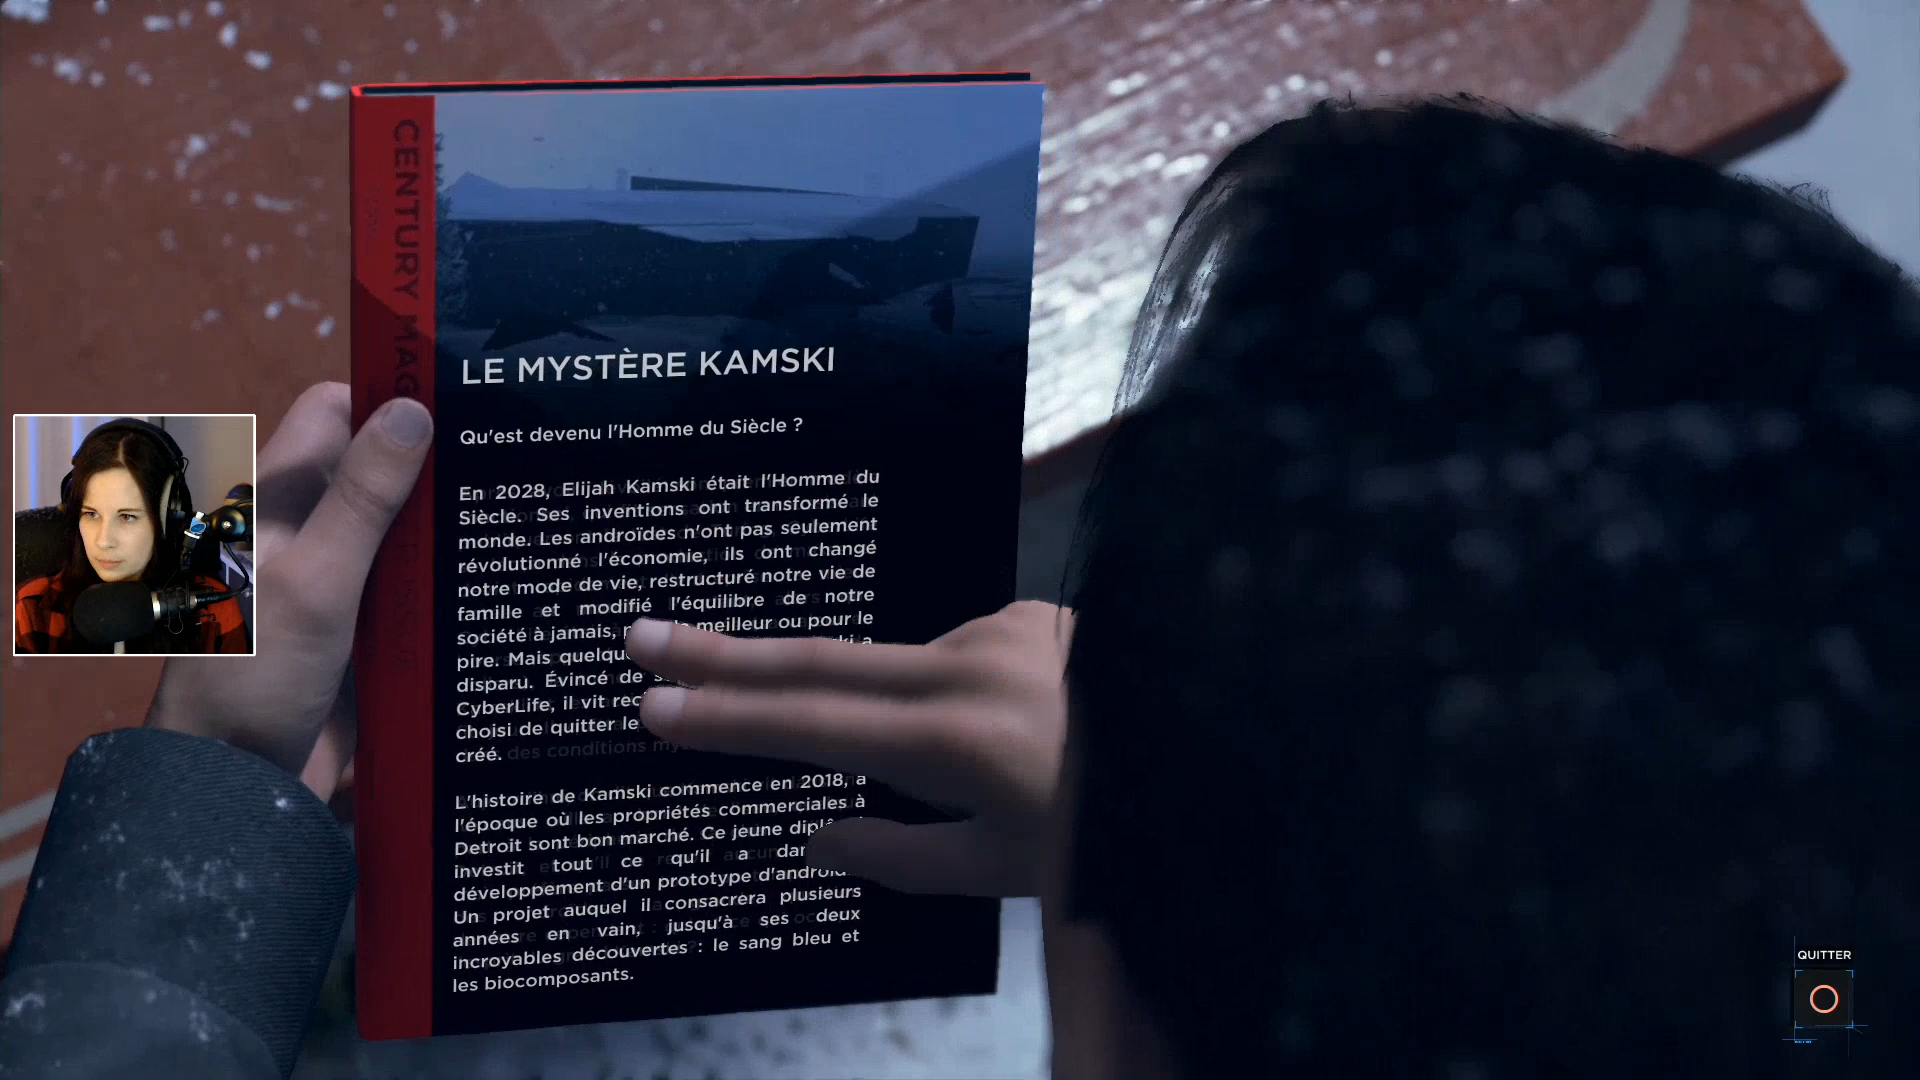 CENTURY MAG
LE MYSTÈRE KAMSKI
Qu'est devenu l'Homme du Siècle ?
En 2028, Elijah Kamski était l'Homme du
Siècle. Ses inventions ont transformé le
monde. Les androïdes n'ont pas seulement
révolutionné l'économie, ils ont changé
notre mode de vie, restructuré notre vie de
famille et modifié l'équilibre de notre
société à jamais, meilleur ou pour le
pire. Mais a
disparu. Évincé de
CyberLife, il vit
choisi de quitter le
créé.
L'histoire de Kamski commence en 2018, à
l'époque où les propriétés commerciales à
Detroit sont bon marché. Ce jeune
investit tout ce qu'il a
développement d'un prototype
Un projet auquel il consacrera plusieurs
années en vain, jusqu'à ses deux
incroyables découvertes : le sang bleu et
les biocomposants.
QUITTER